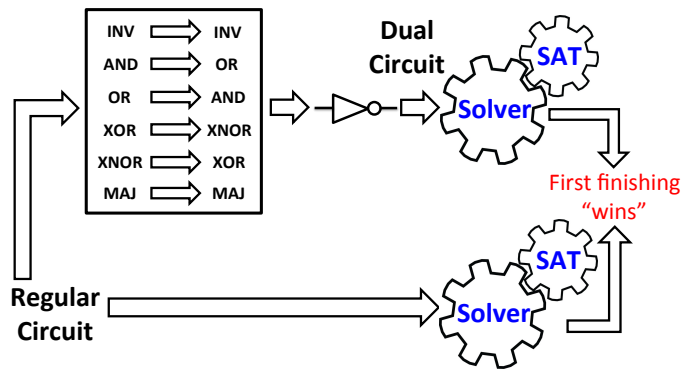 INV INV
AND OR
OR AND
XOR XNOR
XNOR XOR
MAJ MAJ
Dual
Circuit
SAT
Solver
First finishing
“wins”
Regular
Circuit
SAT
Solver